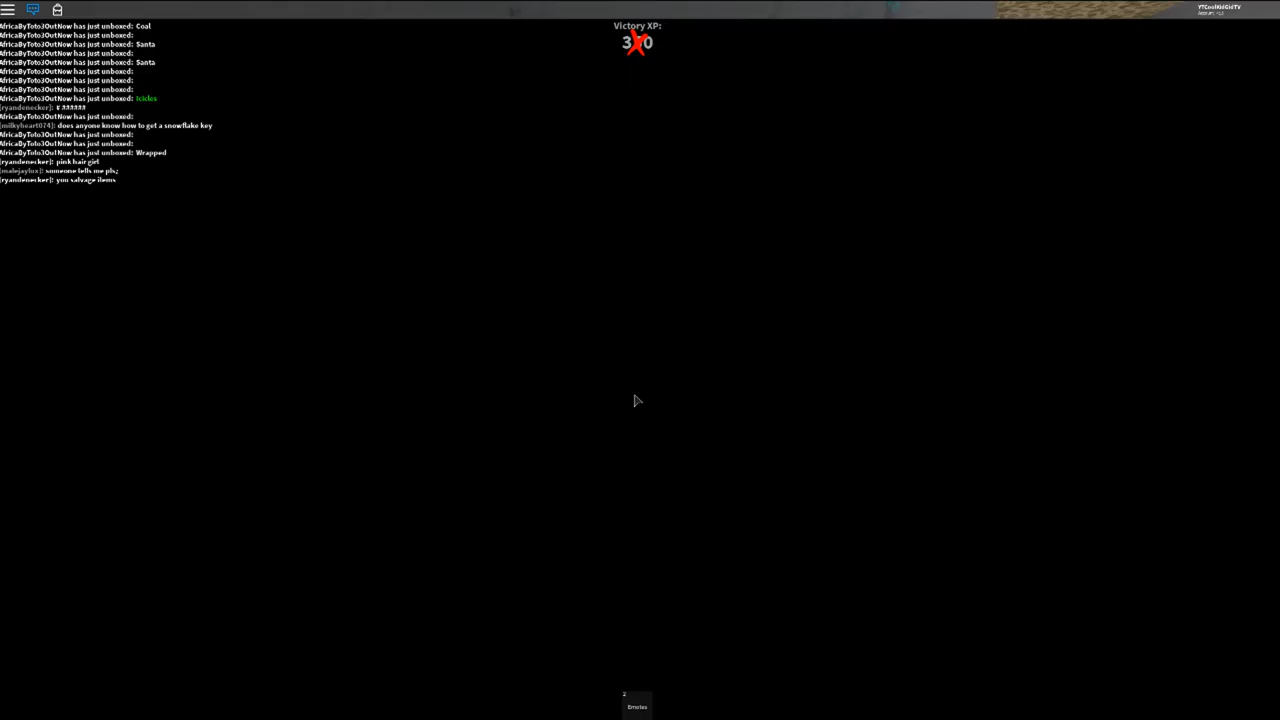 YTCoolKidGidTV
Account: <13
AfricaByToto3OutNow has just unboxed: Coal
AfricaByToto3OutNow has just unboxed:
AfricaByToto3OutNow has just unboxed: Santa
AfricaByToto3OutNow has just unboxed:
AfricaByToto3OutNow has just unboxed: Santa
AfricaByToto3OutNow has just unboxed:
AfricaByToto3OutNow has just unboxed:
AfricaByToto3OutNow has just unboxed:
AfricaByToto3OutNow has just unboxed: Icicles
[ryandenecker]: # ######
AfricaByToto3OutNow has just unboxed:
[milkyheart074]: does anyone know how to get a snowflake key
AfricaByToto3OutNow has just unboxed:
AfricaByToto3OutNow has just unboxed:
AfricaByToto3OutNow has just unboxed: Wrapped
[ryandenecker]: pink hair girl
[malejaylux]: someone tells me pls;
[ryandenecker]: you salvage items
Victory XP:
2
Emotes